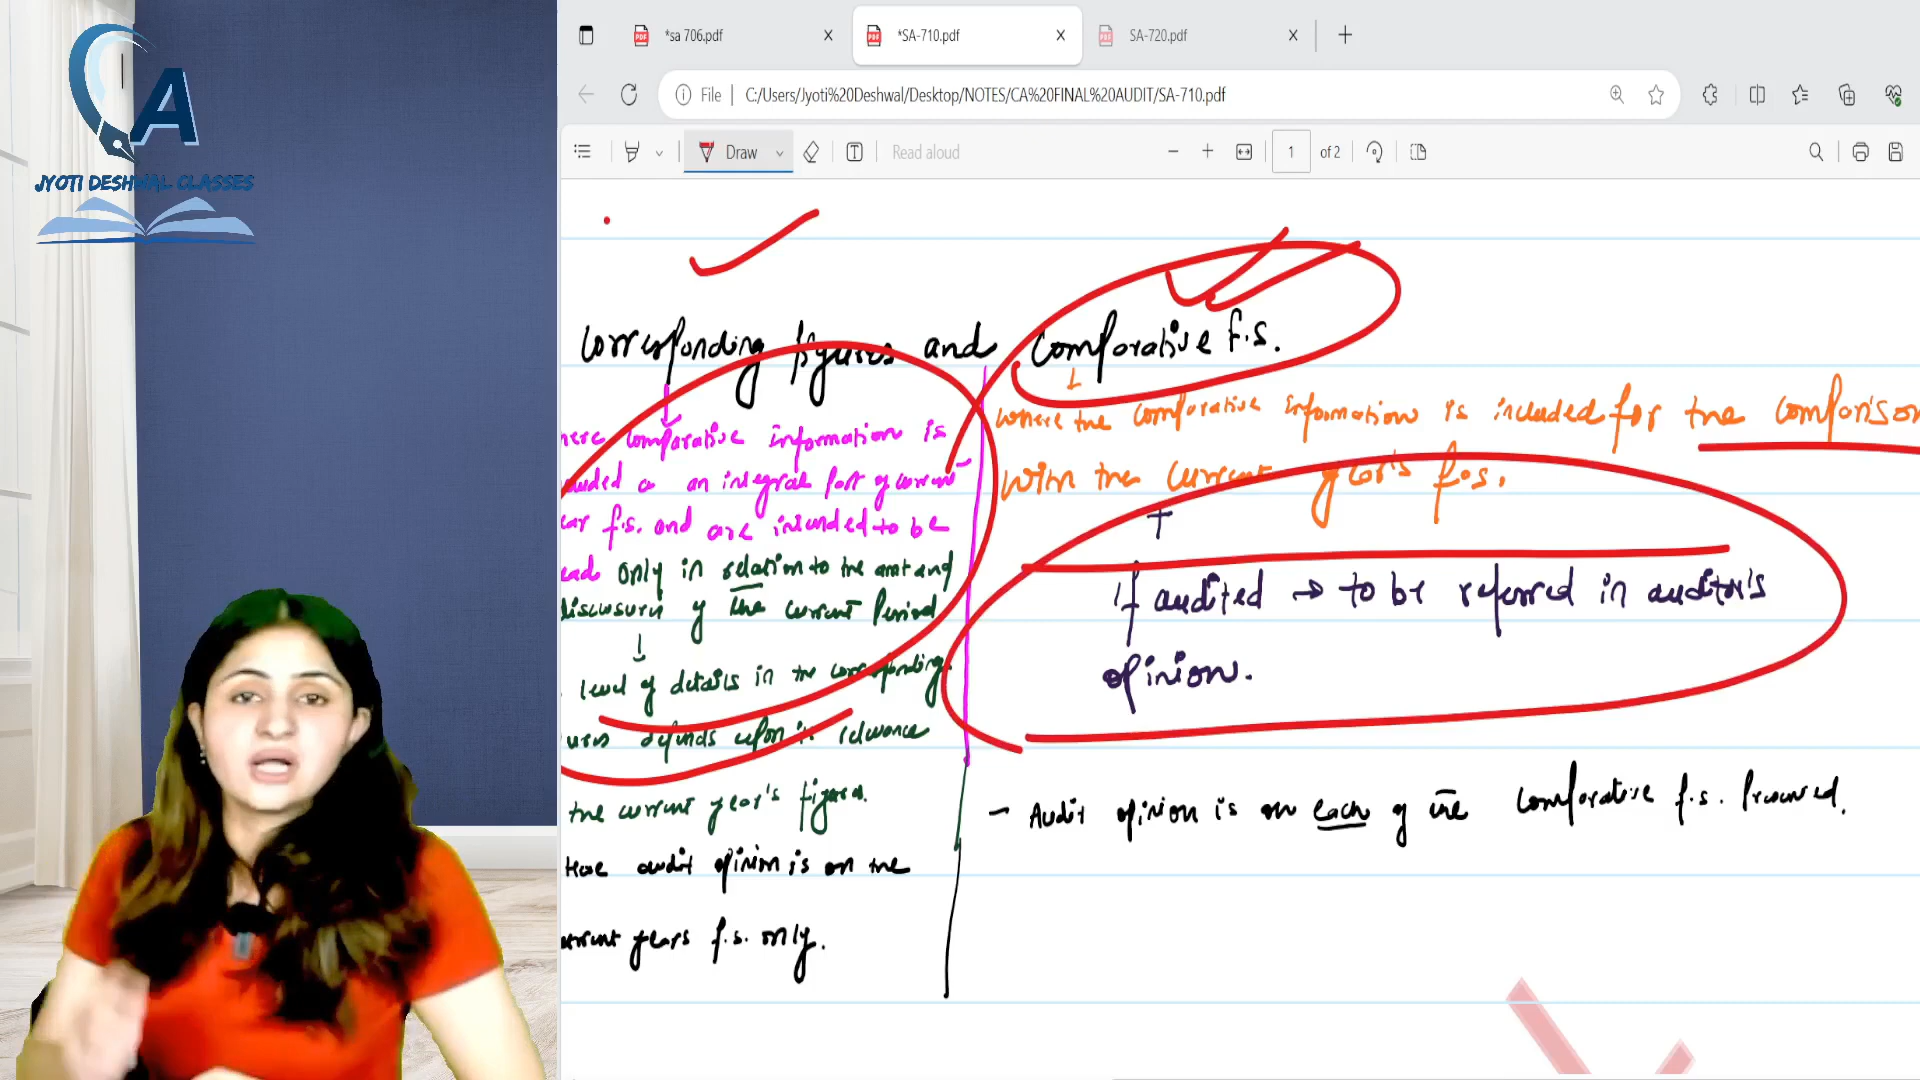 *sa 706.pdf
*SA-710.pdf
SA-720.pdf
File
C:/Users/Jyoti%20Deshwal/Desktop/NOTES/CA%20FINAL%20AUDIT/SA-710.pdf
Draw
Read aloud
1 of 2
CA
JYOTI DESHWAL CLASSES
Corresponding figures and Comparative f.s.
comparative information is
as an integral part of current
f.s. and are intended to be
only in relation to the amt and
disclosures of the current Period
level of details in the corresponding
depends upon its relevance
the current year's figures.
audit opinion is on the
years f.s. only.
where the comparative information is included for the comparison
with the current year's f.s.
+
If audited → to be referred in auditor's
opinion.
- Audit opinion is on each of the comparative f.s. Presented.